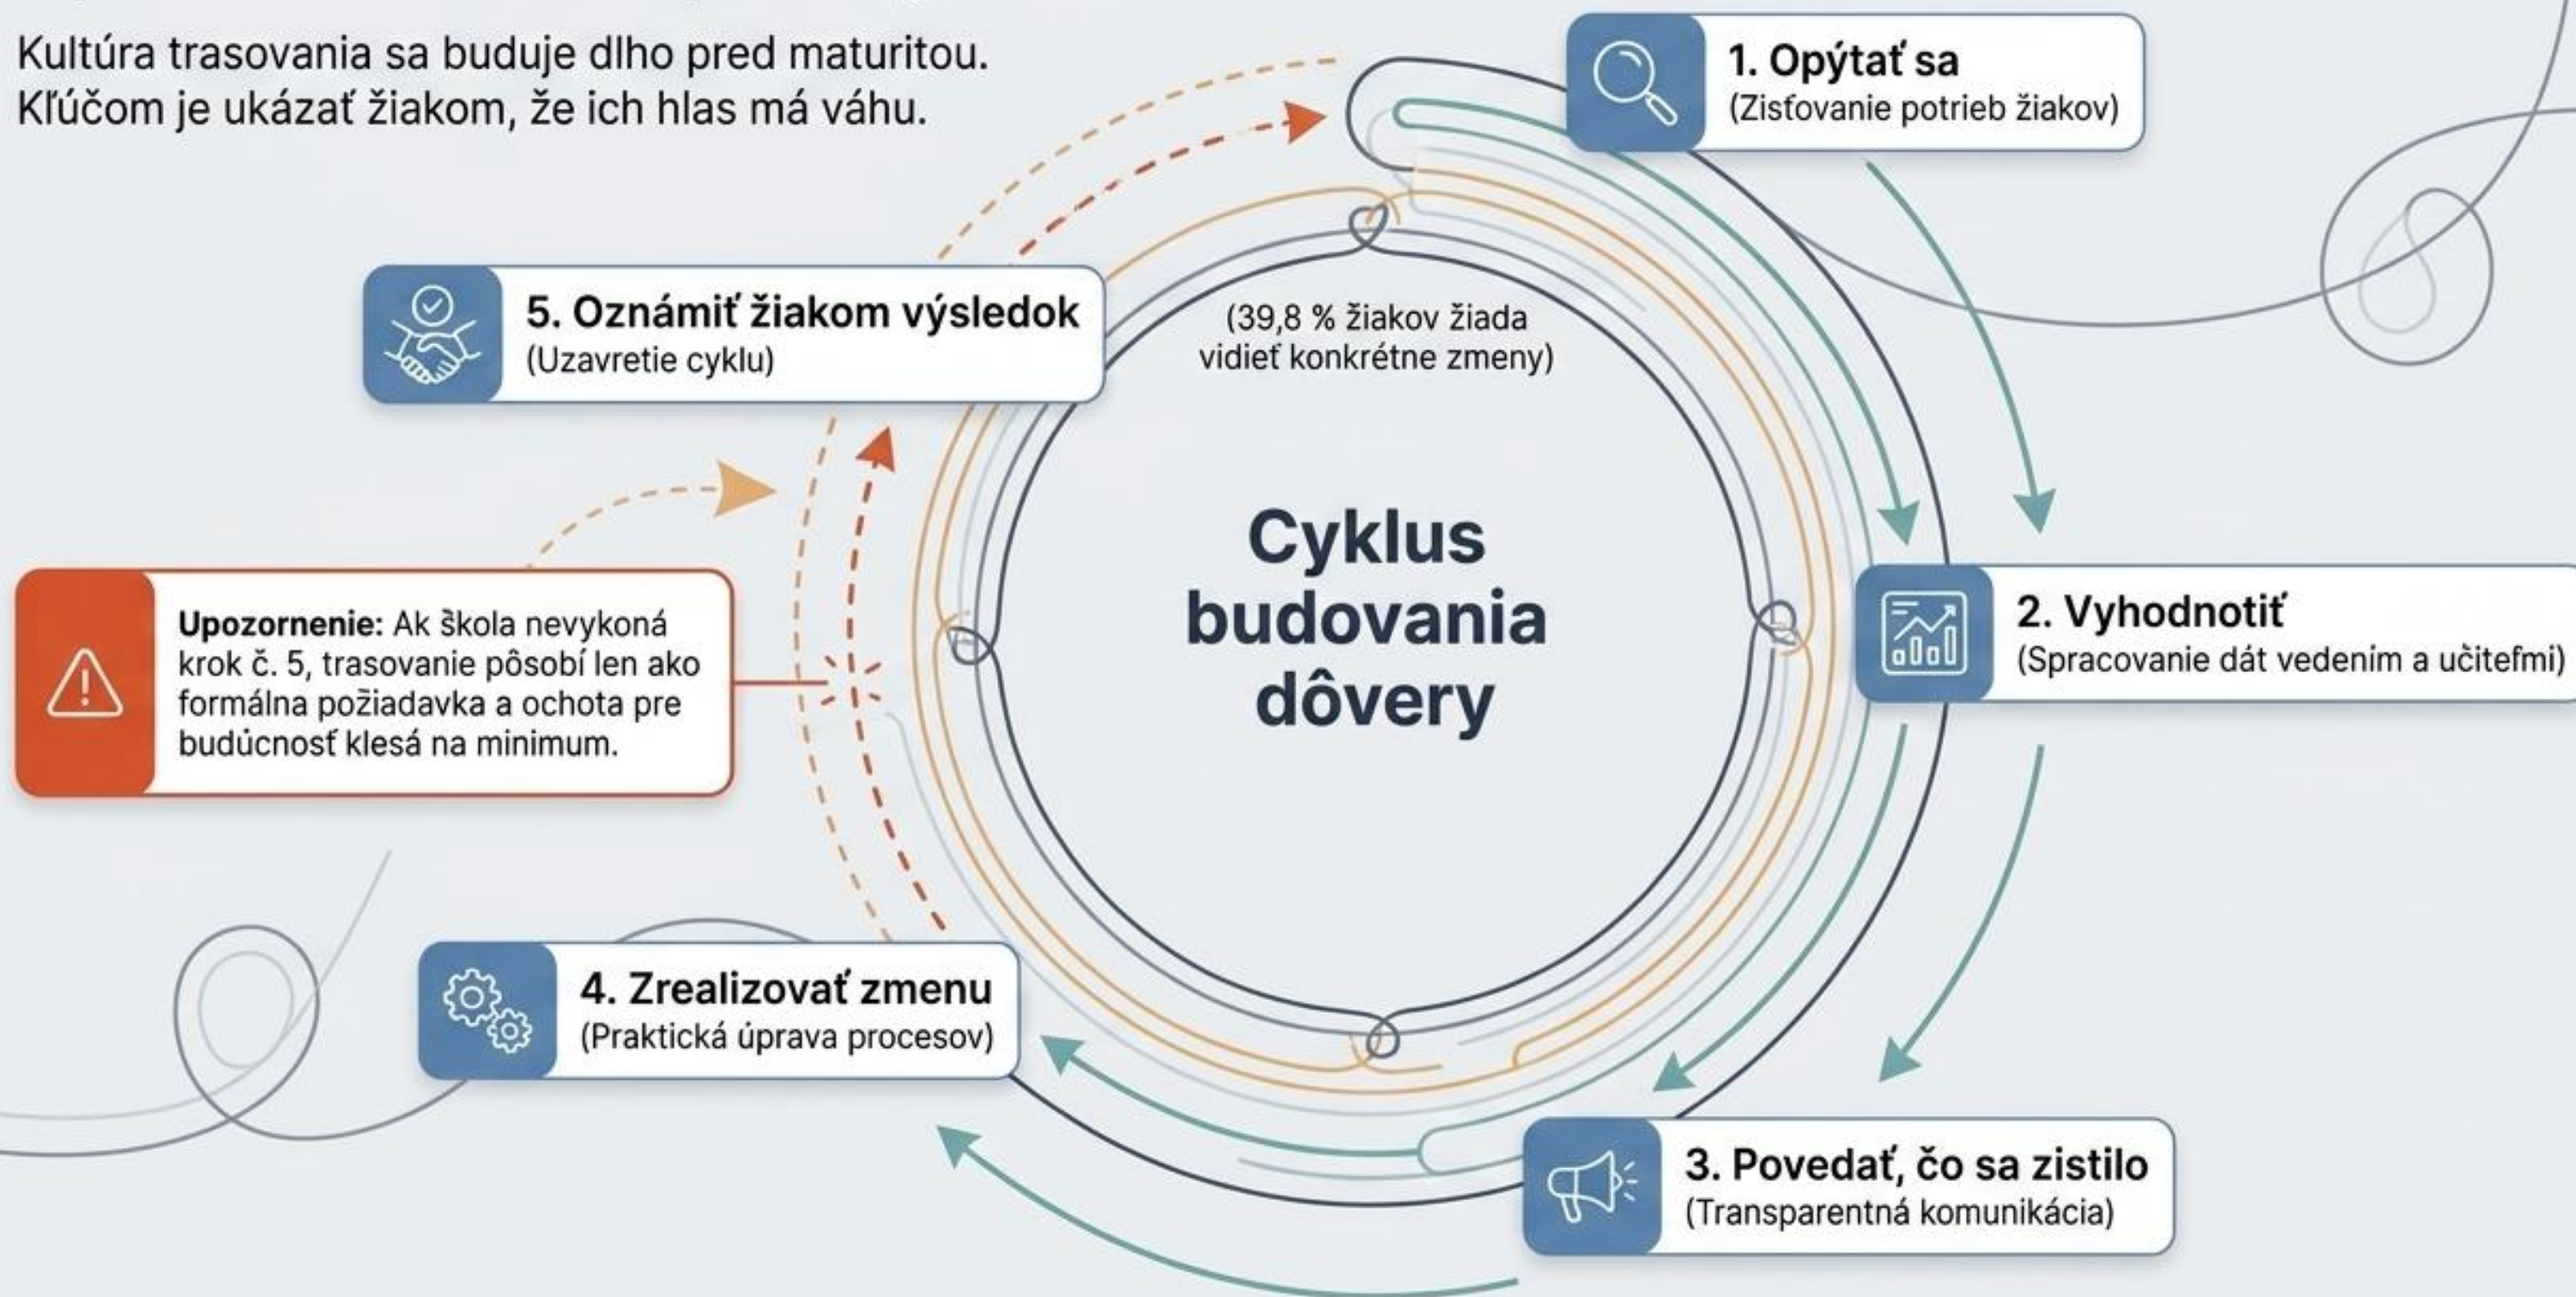 Kultúra trasovania sa buduje dlho pred maturitou.
Kľúčom je ukázať žiakom, že ich hlas má váhu.
1. Opýtať sa
(Zisťovanie potrieb žiakov)
5. Oznámiť žiakom výsledok
(Uzavretie cyklu)
(39,8 % žiakov žiada
vidieť konkrétne zmeny)
Cyklus
budovania
dôvery
Upozornenie: Ak škola nevykoná
krok č. 5, trasovanie pôsobí len ako
formálna požiadavka a ochota pre
budúcnosť klesá na minimum.
2. Vyhodnotiť
(Spracovanie dát vedením a učiteľmi)
4. Zrealizovať zmenu
(Praktická úprava procesov)
3. Povedať, čo sa zistilo
(Transparentná komunikácia)